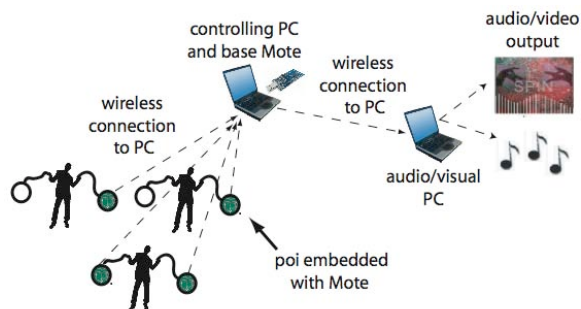 audio/video
output
controlling PC
and base Mote
wireless
connection
to PC
SPiN
wireless
connection
to PC
audio/visual
PC
poi embedded
with Mote